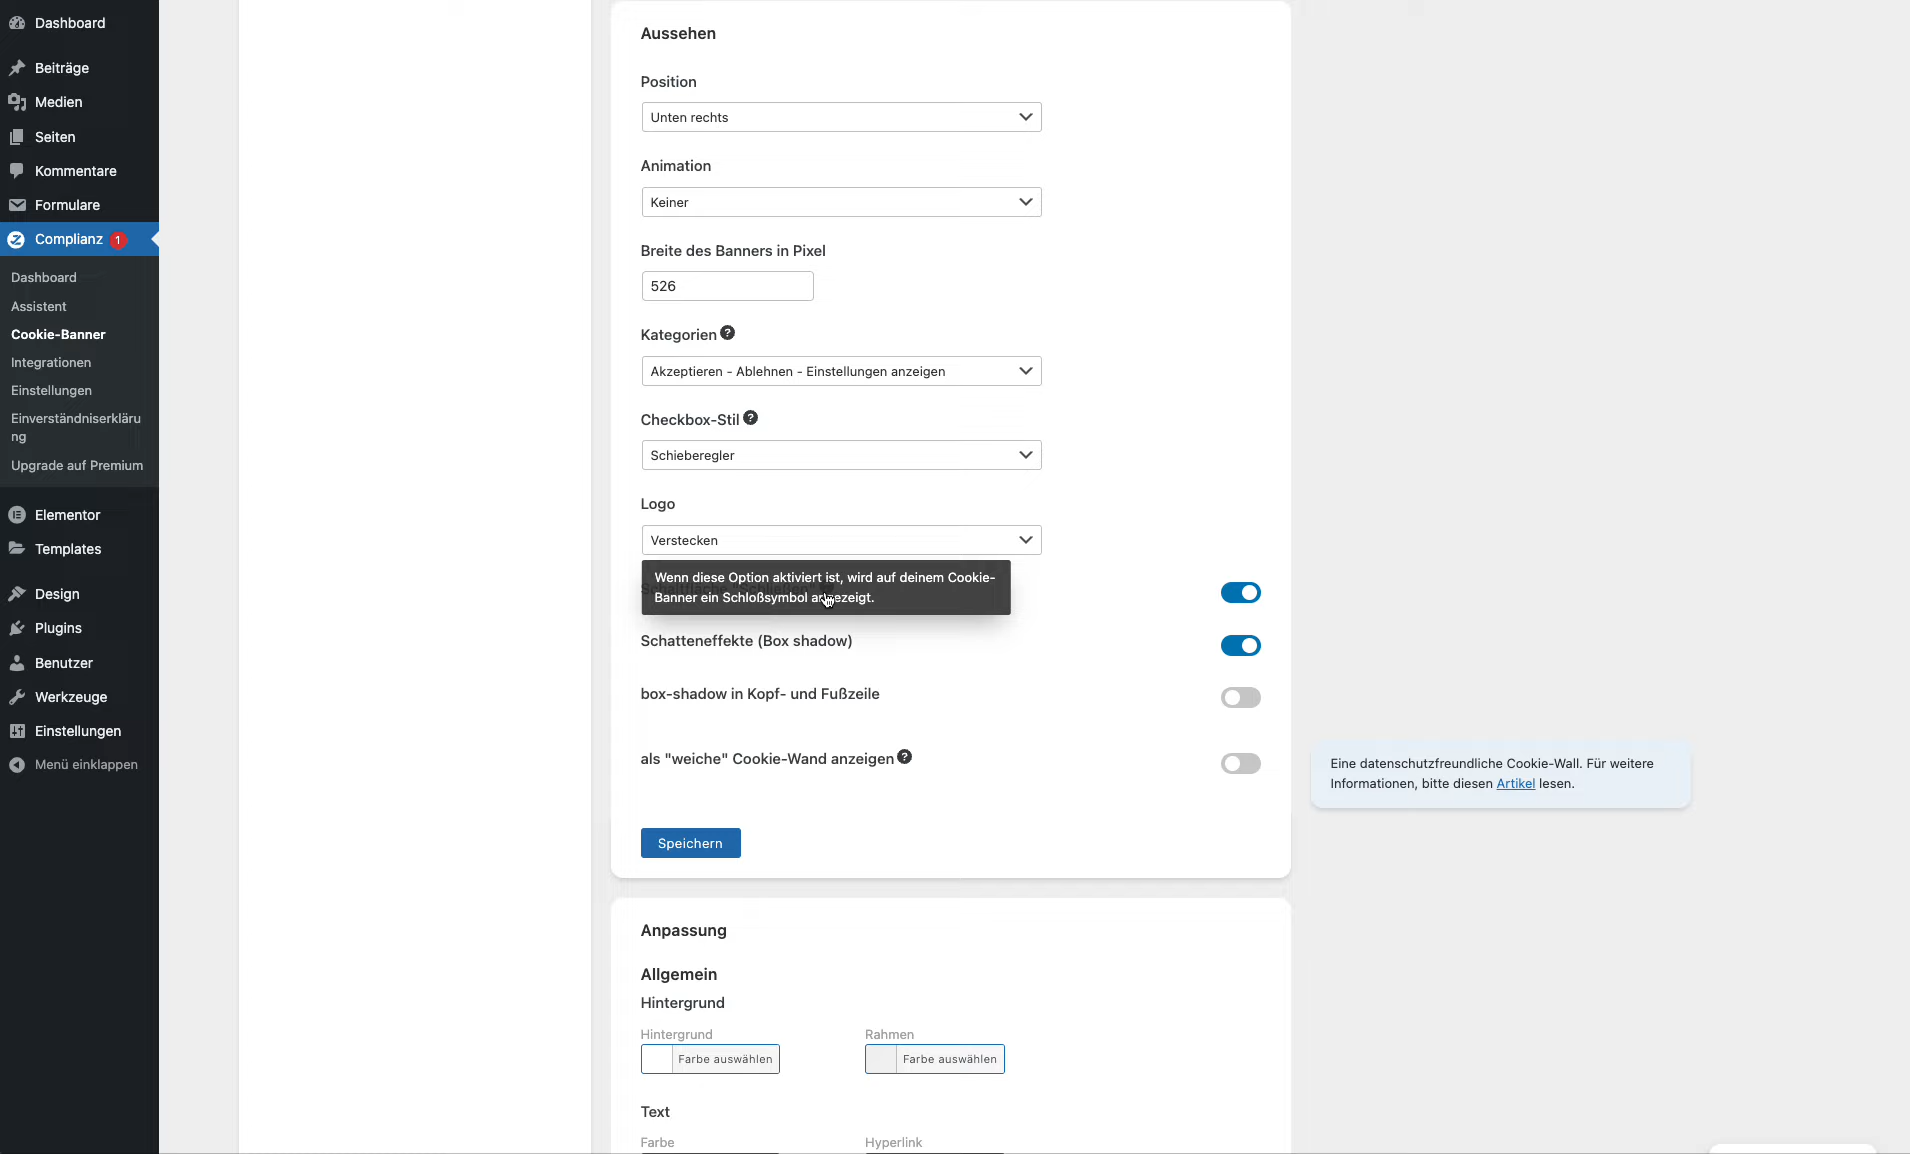 Dashboard
Beiträge
Medien
Seiten
Kommentare
Formulare
Complianz 1
Dashboard
Assistent
Cookie-Banner
Integrationen
Einstellungen
Einverständniserkläru
ng
Upgrade auf Premium
Elementor
Templates
Design
Plugins
Benutzer
Werkzeuge
Einstellungen
Menü einklappen
Aussehen
Position
Unten rechts
Animation
Keiner
Breite des Banners in Pixel
526
Kategorien ?
Akzeptieren - Ablehnen - Einstellungen anzeigen
Checkbox-Stil ?
Schieberegler
Logo
Verstecken
Wenn diese Option aktiviert ist, wird auf deinem Cookie-
Banner ein Schloßsymbol angezeigt.
Schatteneffekte (Box shadow)
box-shadow in Kopf- und Fußzeile
als "weiche" Cookie-Wand anzeigen ?
Eine datenschutzfreundliche Cookie-Wall. Für weitere
Informationen, bitte diesen Artikel lesen.
Speichern
Anpassung
Allgemein
Hintergrund
Hintergrund Rahmen
Farbe auswählen Farbe auswählen
Text
Farbe Hyperlink